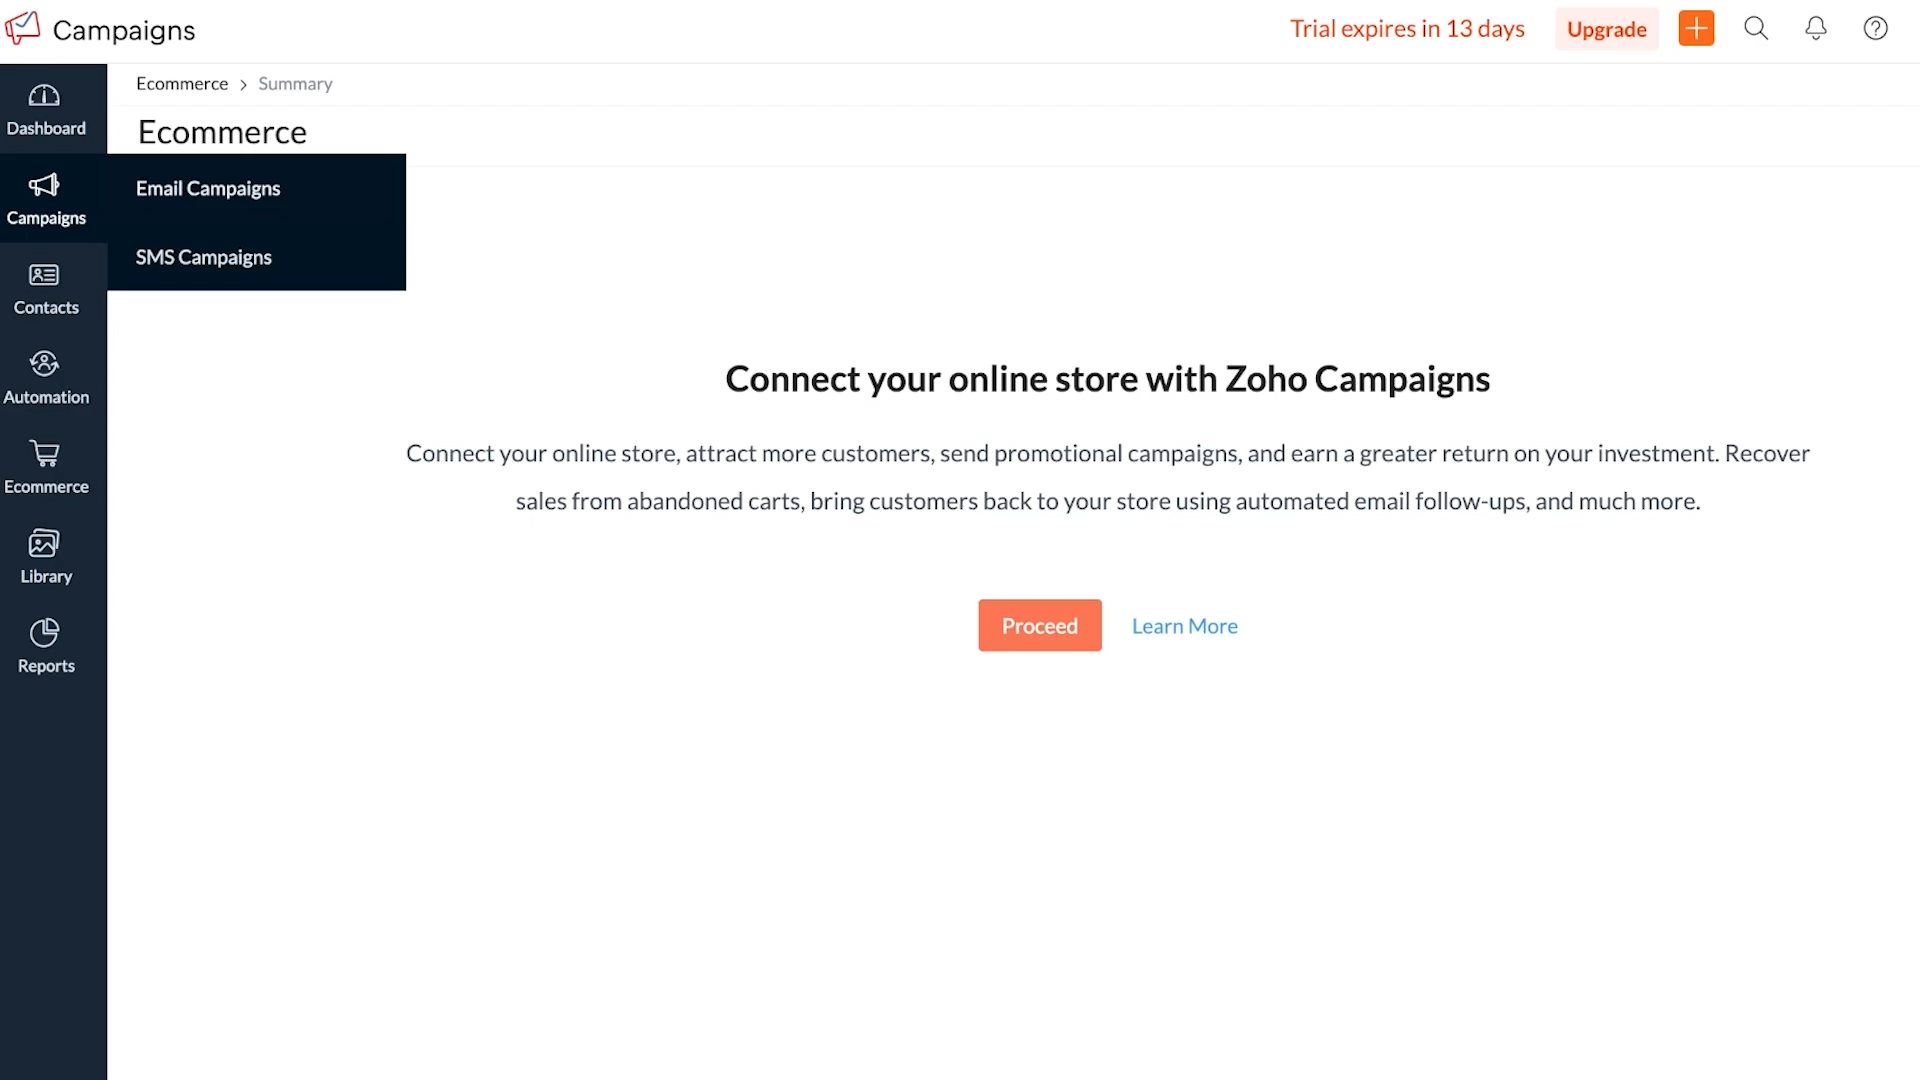 Campaigns
Trial expires in 13 days
Upgrade
Ecommerce > Summary
Ecommerce
Dashboard
Campaigns
Email Campaigns
SMS Campaigns
Contacts
Automation
Ecommerce
Library
Reports
Connect your online store with Zoho Campaigns
Connect your online store, attract more customers, send promotional campaigns, and earn a greater return on your investment. Recover
sales from abandoned carts, bring customers back to your store using automated email follow-ups, and much more.
Proceed
Learn More